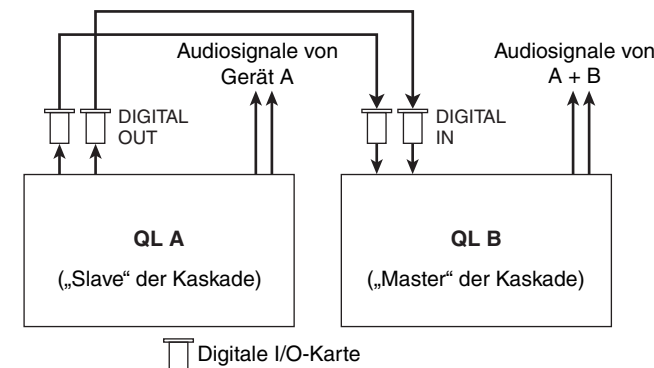 Audiosignale von
Gerät A
Audiosignale von
A + B
DIGITAL
OUT
DIGITAL
IN
QL A
(„Slave“ der Kaskade)
QL B
(„Master“ der Kaskade)
Digitale I/O-Karte